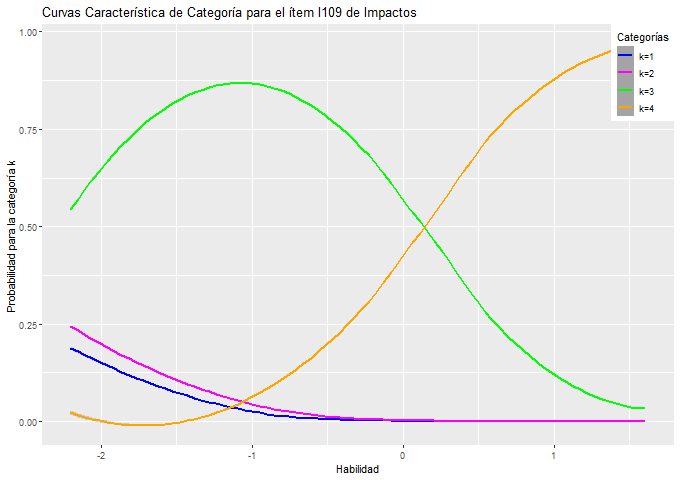 Curvas Característica de Categoría para el ítem I109 de Impactos
Categorías
k=1
k=2
k=3
k=4
Probabilidad para la categoría k
1.00
0.75
0.50
0.25
0.00
-2
-1
0
1
Habilidad